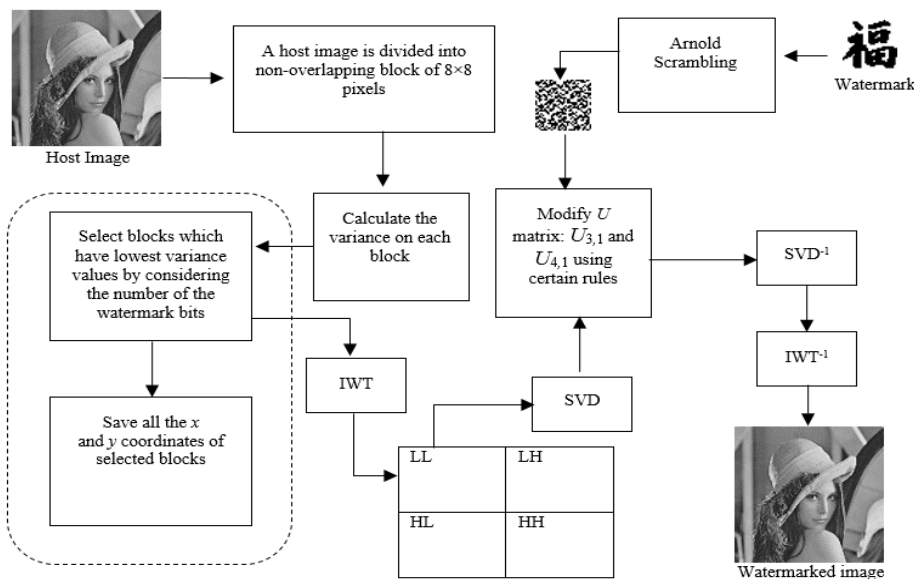 Host Image
A host image is divided into
non-overlapping block of 8×8
pixels
Arnold
Scrambling
福
Watermark
Calculate the
variance on each
block
Select blocks which
have lowest variance
values by considering
the number of the
watermark bits
Save all the x
and y coordinates of
selected blocks
IWT
LL
LH
HL
HH
SVD
Modify U
matrix: U3,1 and
U4,1 using
certain rules
SVD-1
IWT-1
Watermarked image